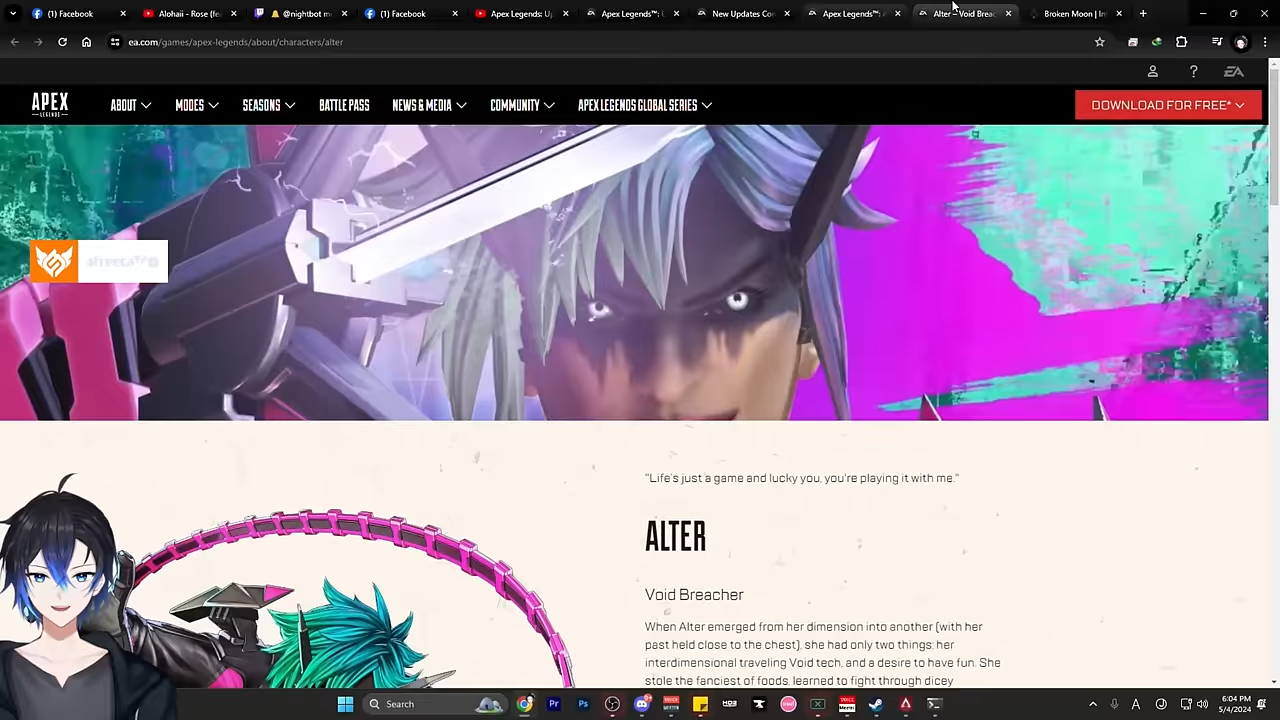 (1) Facebook
Alohaii - Rose (fe
@nightbot m
(1) Facebook
Apex Legends: U
Apex Legends™: U
New Updates Co
Apex Legends™:
Alter – Void Breac
Broken Moon | In
ea.com/games/apex-legends/about/characters/alter
EA
APEX
LEGENDS
ABOUT
MODES
SEASONS
BATTLE PASS
NEWS & MEDIA
COMMUNITY
APEX LEGENDS GLOBAL SERIES
DOWNLOAD FOR FREE*
"Life's just a game and lucky you, you're playing it with me."
ALTER
Void Breacher
When Alter emerged from her dimension into another (with her
past held close to the chest), she had only two things: her
interdimensional traveling Void tech, and a desire to have fun. She
stole the fanciest of foods, learned to fight through dicey
Search
6:04 PM
5/4/2024